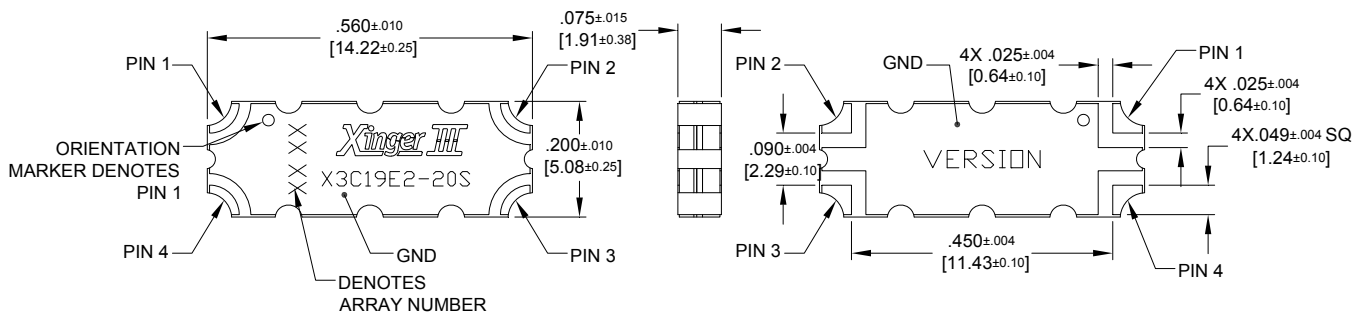 .560±.010
[14.22±0.25]
.075±.015
[1.91±0.38]
PIN 1
PIN 2
ORIENTATION
MARKER DENOTES
PIN 1
XXXXX
Xinger III
X3C19E2-20S
.200±.010
[5.08±0.25]
PIN 4
GND
PIN 3
DENOTES
ARRAY NUMBER
PIN 2
GND
4X .025±.004
[0.64±0.10]
PIN 1
4X .025±.004
[0.64±0.10]
.090±.004
[2.29±0.10]
VERSION
4X.049±.004 SQ
[1.24±0.10]
PIN 3
.450±.004
[11.43±0.10]
PIN 4